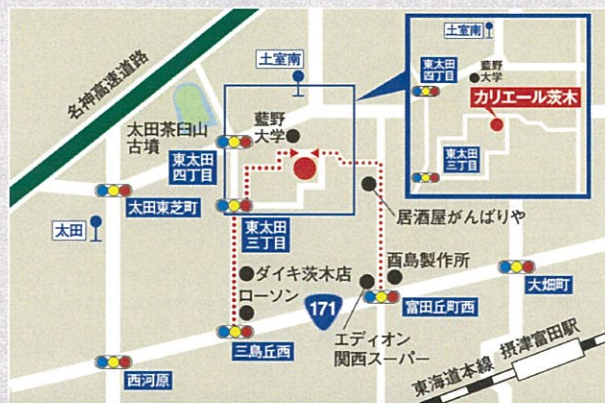 名神高速道路
土室南
藍野
大学
太田茶臼山
古墳
東太田
四丁目
太田東芝町
太田
東太田
三丁目
居酒屋がんばりや
ダイキ茨木店
ローソン
酉島製作所
大畑町
171
富田丘町西
エディオン
関西スーパー
三島丘西
西河原
東海道本線 摂津富田駅
土室南
東太田
四丁目
藍野
大学
カリエール茨木
東太田
三丁目